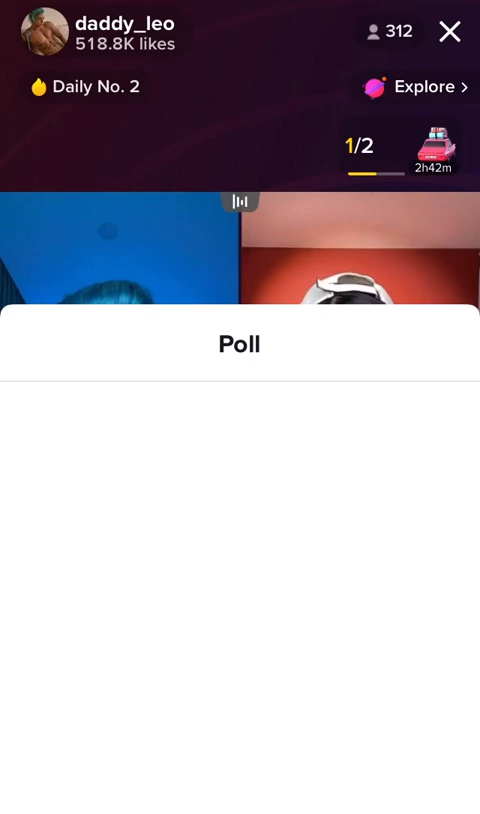 daddy_leo
518.8K likes
312
Daily No. 2
Explore
1/2
2h42m
Poll